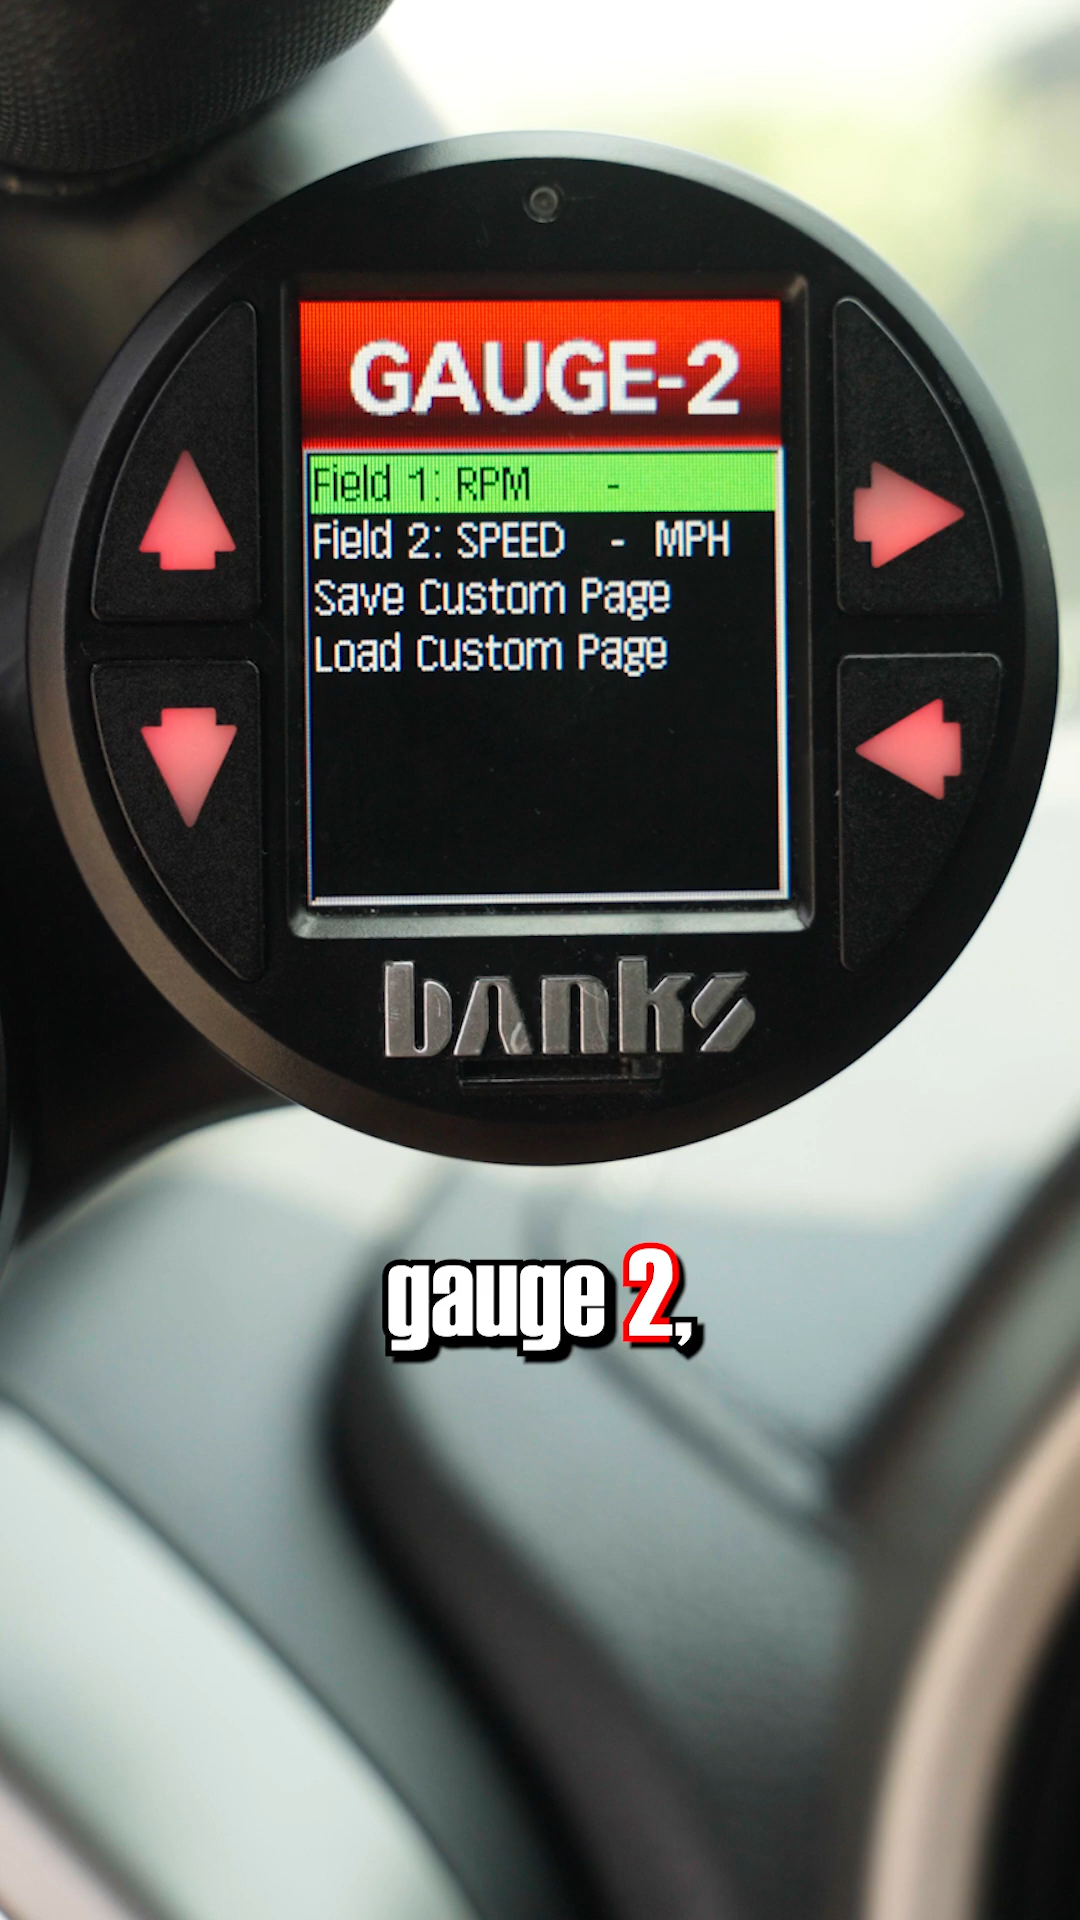 GAUGE-2
Field 1: RPM -
Field 2: SPEED - MPH
Save Custom Page
Load Custom Page
banks
gauge 2,